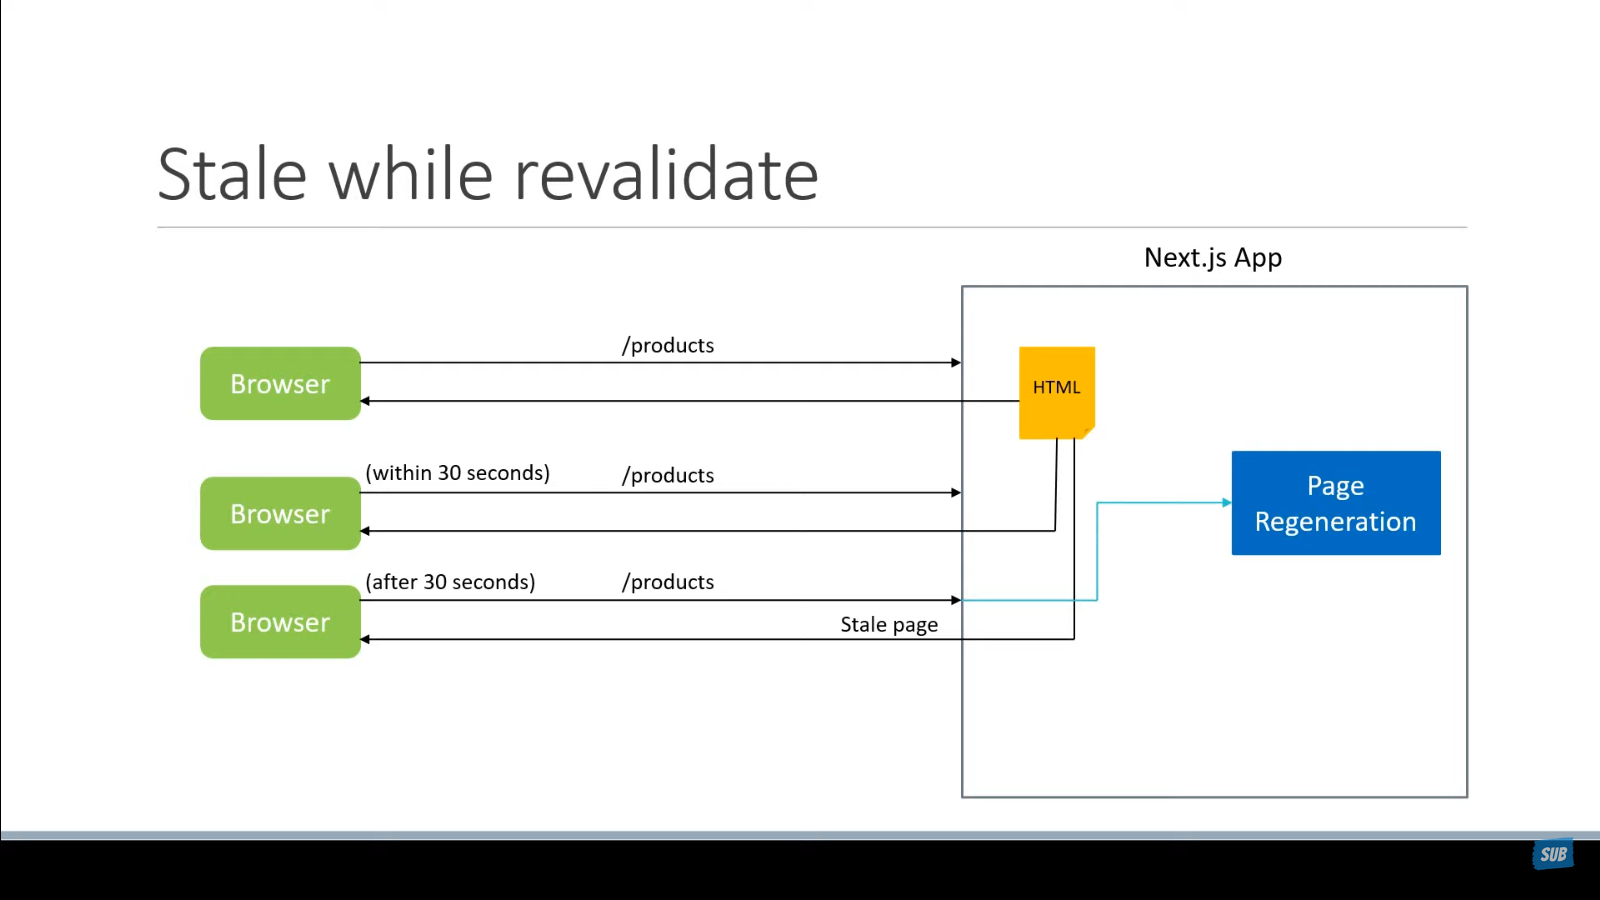 Stale while revalidate
Next.js App
/products
Browser
HTML
(within 30 seconds)
/products
Browser
Page
Regeneration
(after 30 seconds)
/products
Browser
Stale page
SUB